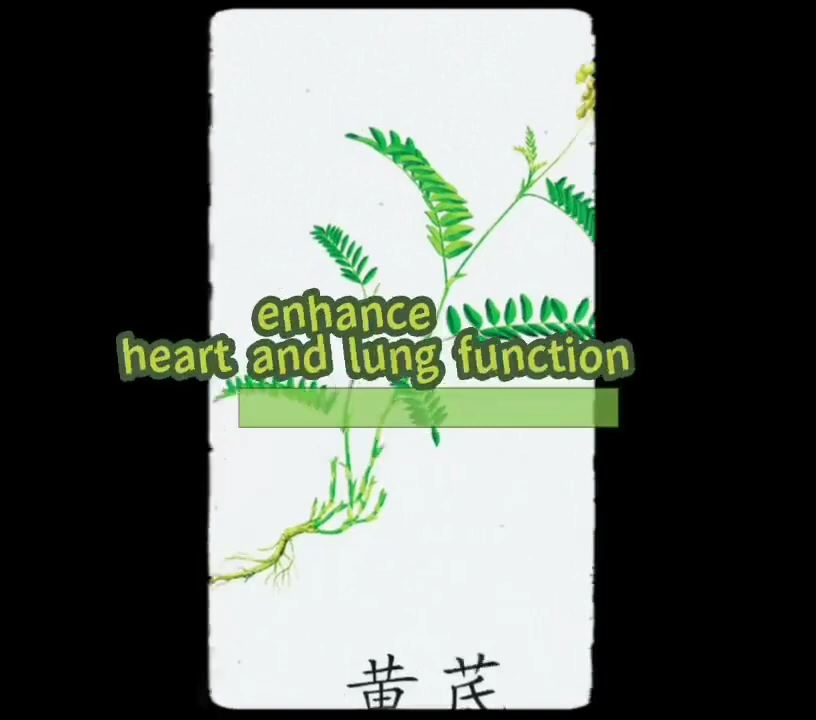 enhance
heart and lung function
黄芪